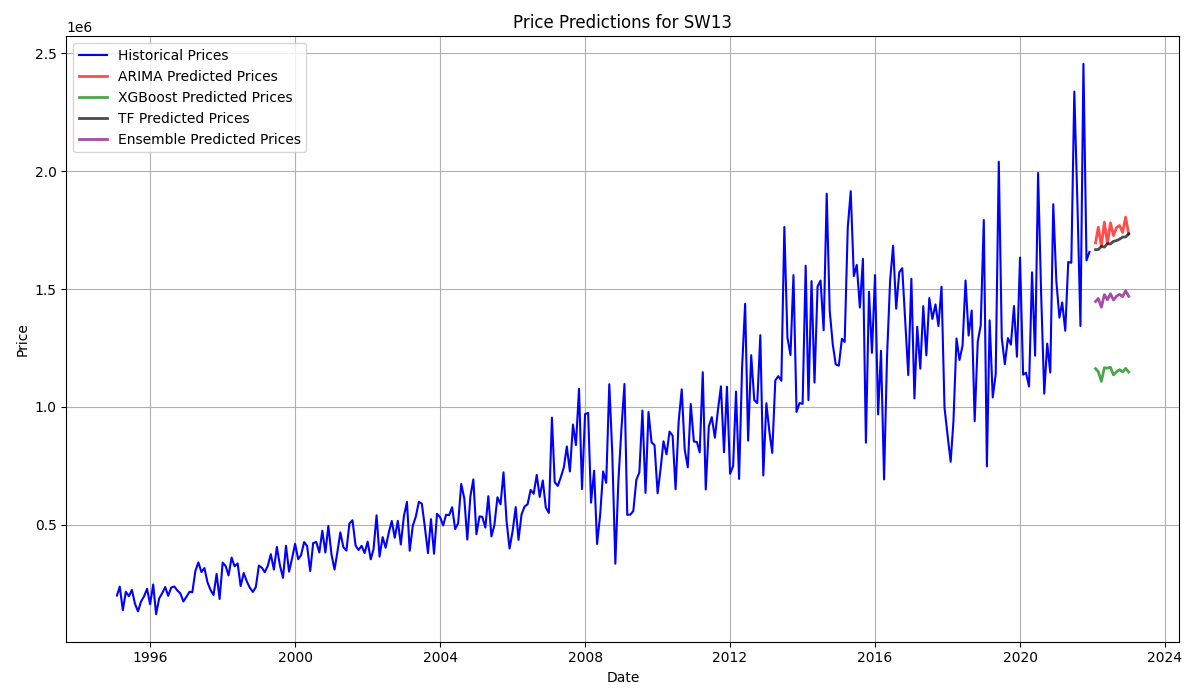 Price Predictions for SW13
1e6
Historical Prices
ARIMA Predicted Prices
XGBoost Predicted Prices
TF Predicted Prices
Ensemble Predicted Prices
2.5
2.0
1.5
1.0
0.5
Price
1996 2000 2004 2008 2012 2016 2020 2024
Date